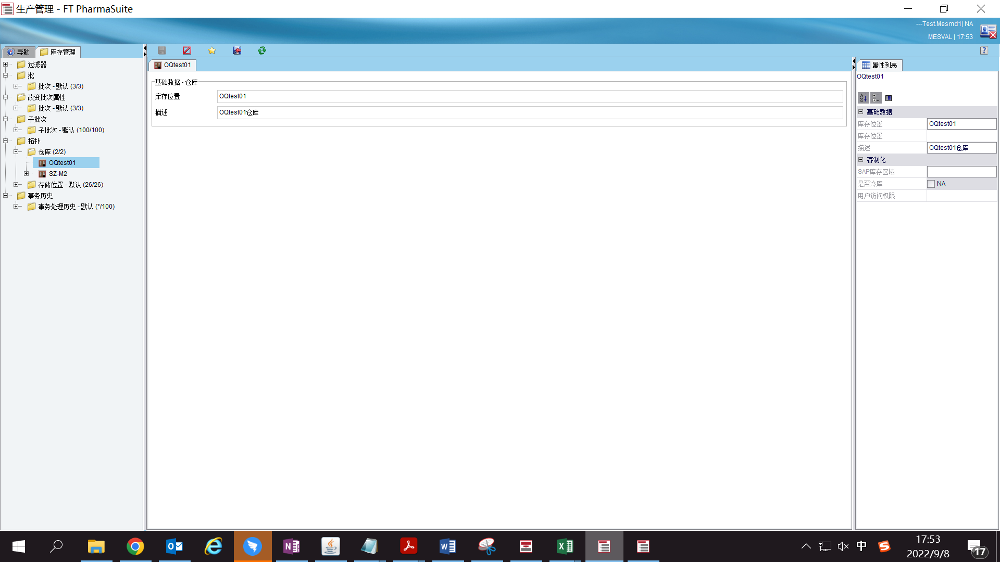 生产管理 - FT PharmaSuite
---Test.Mesmd1| NA
MESVAL | 17:53
导航
库存管理
过滤器
批
批次 - 默认 (3/3)
改变批次属性
批次 - 默认 (3/3)
子批次
子批次 - 默认 (100/100)
拓扑
仓库 (2/2)
OQtest01
SZ-M2
存储位置 - 默认 (26/26)
事务历史
事务处理历史 - 默认 (*/100)
OQtest01
基础数据 - 仓库
库存位置 OQtest01
描述 OQtest01仓库
属性列表
OQtest01
基础数据
库存位置 OQtest01
库存位置
描述 OQtest01仓库
客制化
SAP库存区域
是否冷库 NA
用户访问权限
中
17:53
2022/9/8
17